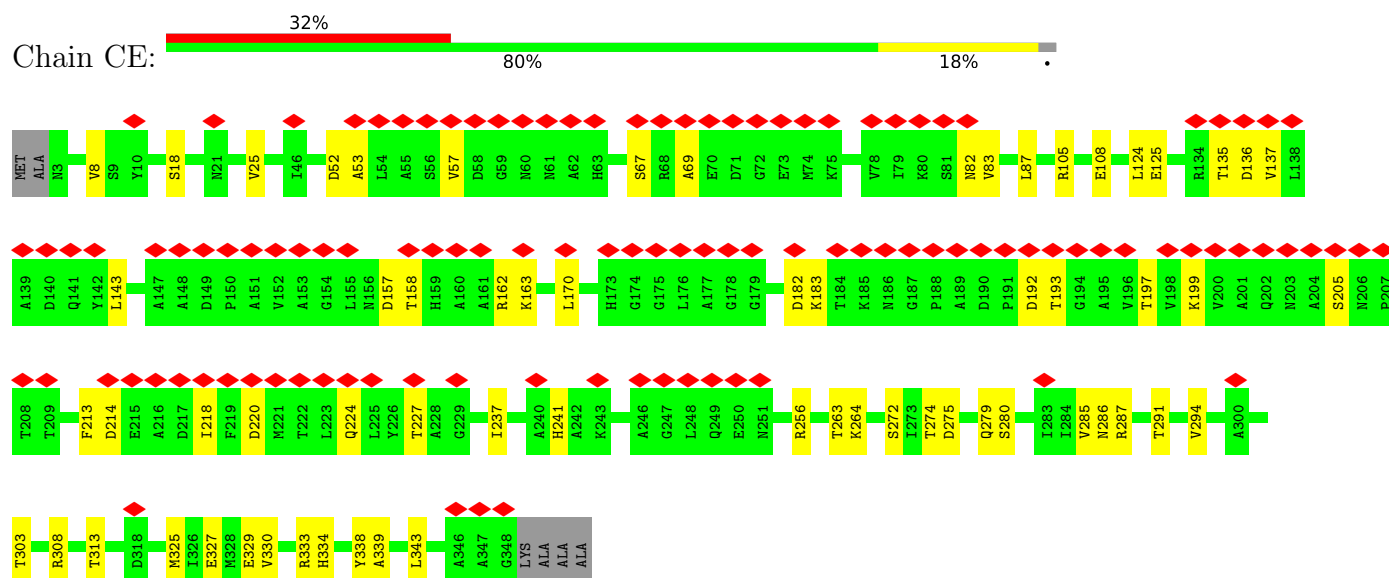 32%
Chain CE:
80% 18% •
MET ALA N3 V8 S9 Y10 S18 N21 V25 I46 D52 A53 L54 A55 S56 V57 D58 G59 N60 N61 A62 H63 S67 R68 A69 E70 D71 G72 E73 M74 K75 V78 I79 K80 S81 N82 V83 L87 R105 E108 L124 E125 R134 T135 D136 V137 L138
A139 D140 Q141 Y142 L143 A147 A148 D149 P150 A151 V152 A153 G154 L155 N156 D157 T158 H159 A160 A161 R162 K163 L170 H173 G174 G175 L176 A177 G178 G179 D182 K183 T184 K185 N186 G187 P188 A189 D190 P191 D192 T193 G194 A195 V196 T197 V198 K199 V200 A201 Q202 N203 A204 S205 N206 P207
T208 T209 F213 D214 E215 A216 D217 I218 F219 D220 M221 T222 L223 Q224 L225 Y226 T227 A228 G229 I237 A240 H241 A242 K243 A246 G247 L248 Q249 E250 N251 R256 T263 K264 S272 I273 T274 D275 Q279 S280 I283 I284 V285 N286 R287 T291 V294 A300
T303 R308 T313 D318 M325 I326 E327 M328 E329 V330 R333 H334 Y338 A339 L343 A346 A347 G348 LYS ALA ALA ALA